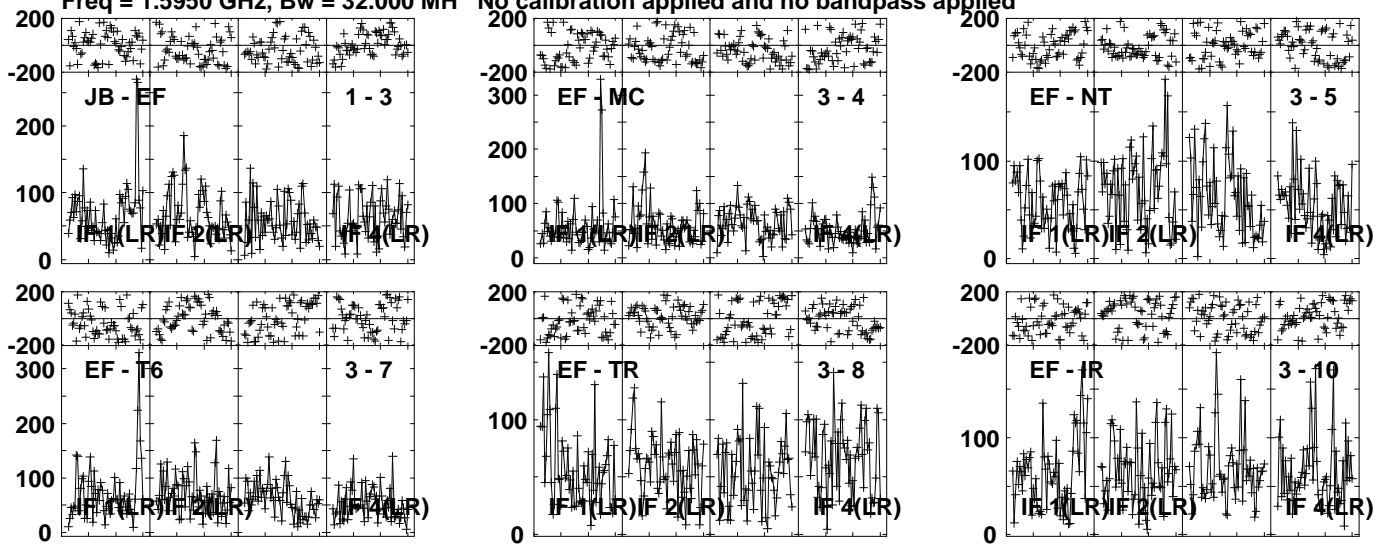 Freq = 1.5950 GHz, Bw = 32.000 MH No calibration applied and no bandpass applied
200
-200
JB - EF 1 - 3
200
100
0
IF 1(LR) IF 2(LR) IF 4(LR)
200
-200
EF - MC 3 - 4
300
200
100
0
IF 1(LR) IF 2(LR) IF 4(LR)
200
-200
EF - NT 3 - 5
100
0
IF 1(LR) IF 2(LR) IF 4(LR)
200
-200
EF - T6 3 - 7
300
200
100
0
IF 1(LR) IF 2(LR) IF 4(LR)
200
-200
EF - TR 3 - 8
100
0
IF 1(LR) IF 2(LR) IF 4(LR)
200
-200
EF - IR 3 - 10
100
0
IF 1(LR) IF 2(LR) IF 4(LR)